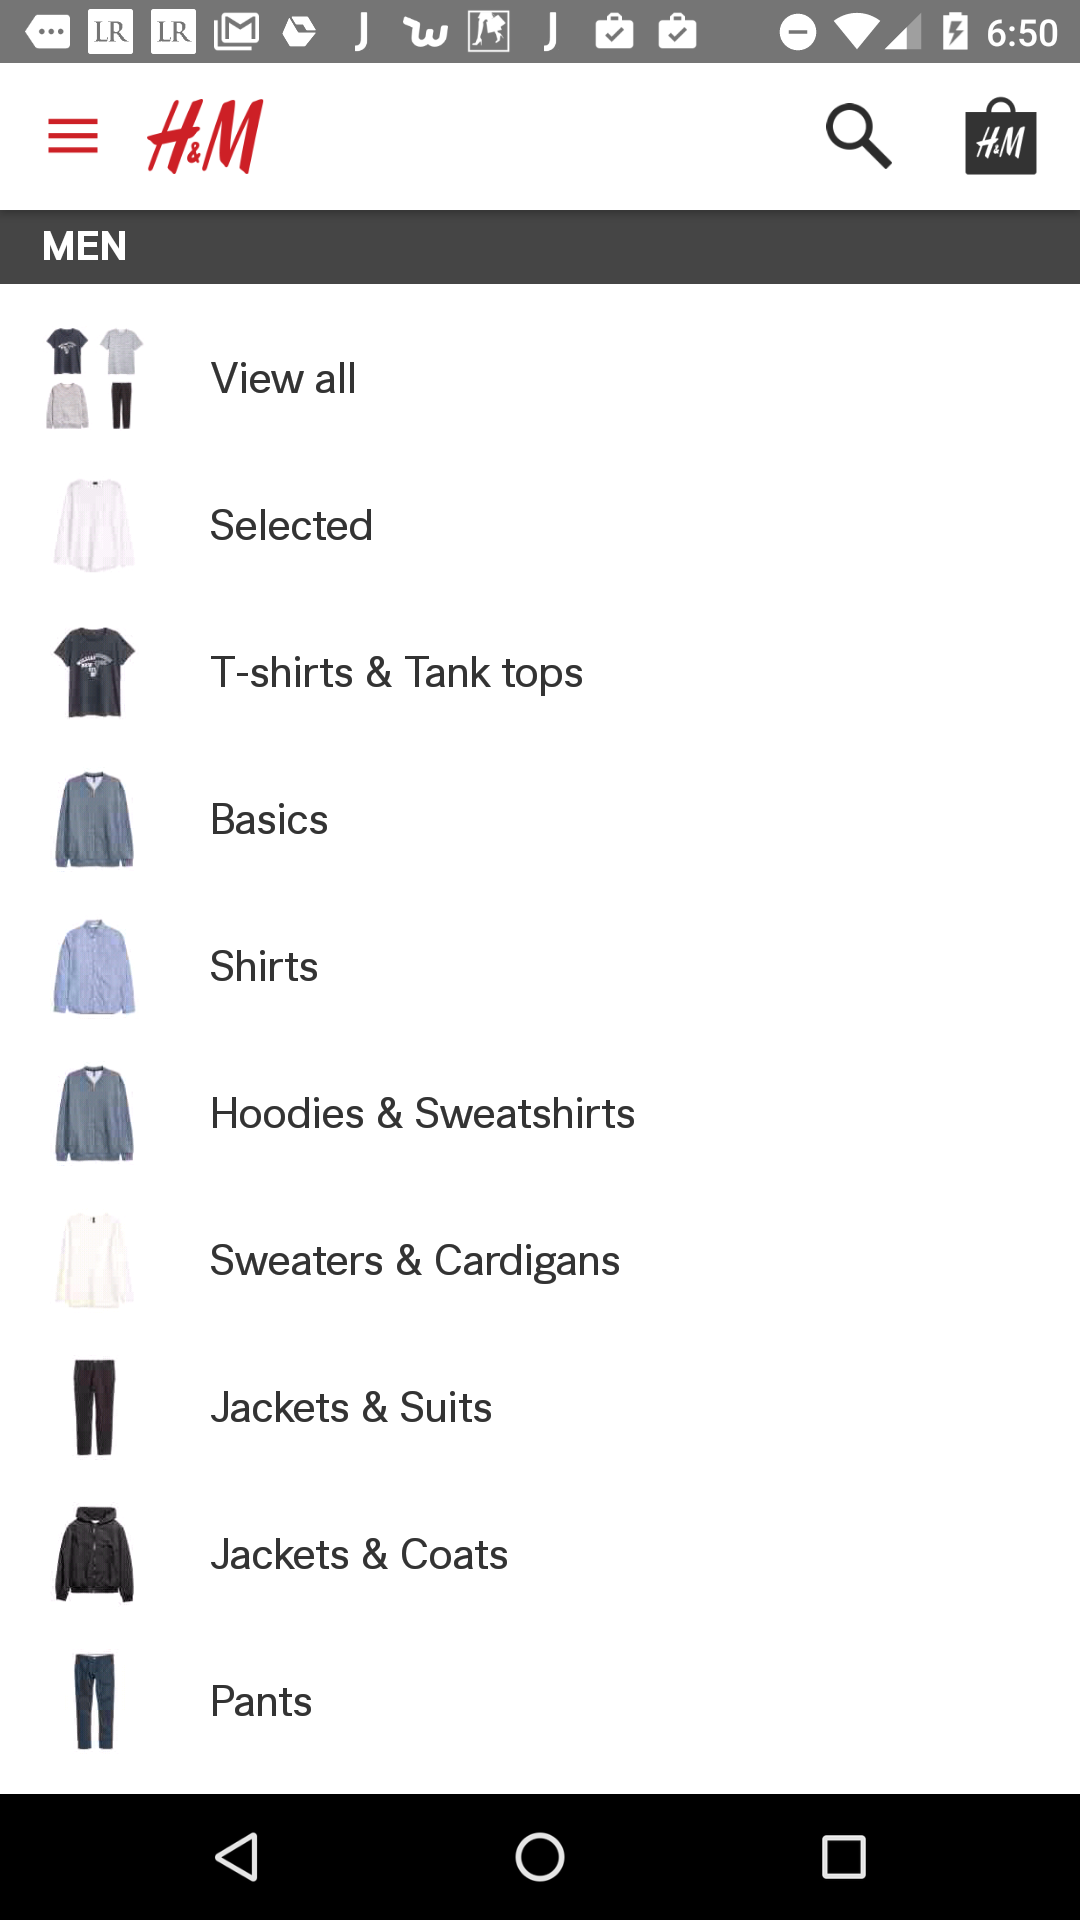 LR LR 6:50
H&M H&M
MEN
View all
Selected
T-shirts & Tank tops
Basics
Shirts
Hoodies & Sweatshirts
Sweaters & Cardigans
Jackets & Suits
Jackets & Coats
Pants